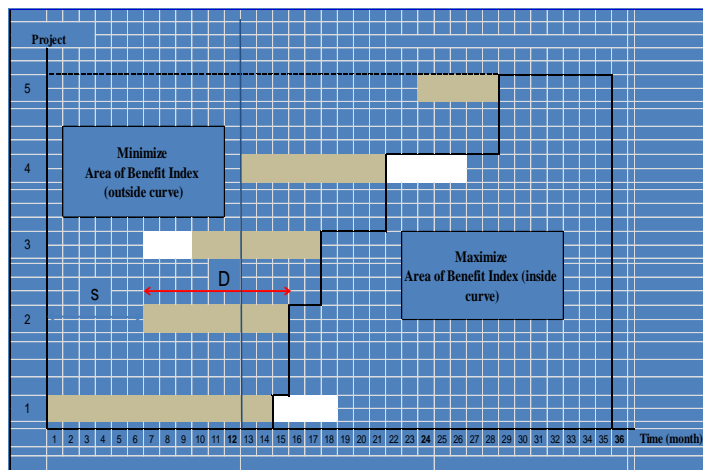 Project
5
Minimize
Area of Benefit Index
(outside curve)
4
3
Maximize
Area of Benefit Index (inside
curve)
D
S
2
1
1 2 3 4 5 6 7 8 9 10 11 12 13 14 15 16 17 18 19 20 21 22 23 24 25 26 27 28 29 30 31 32 33 34 35 36 Time (month)